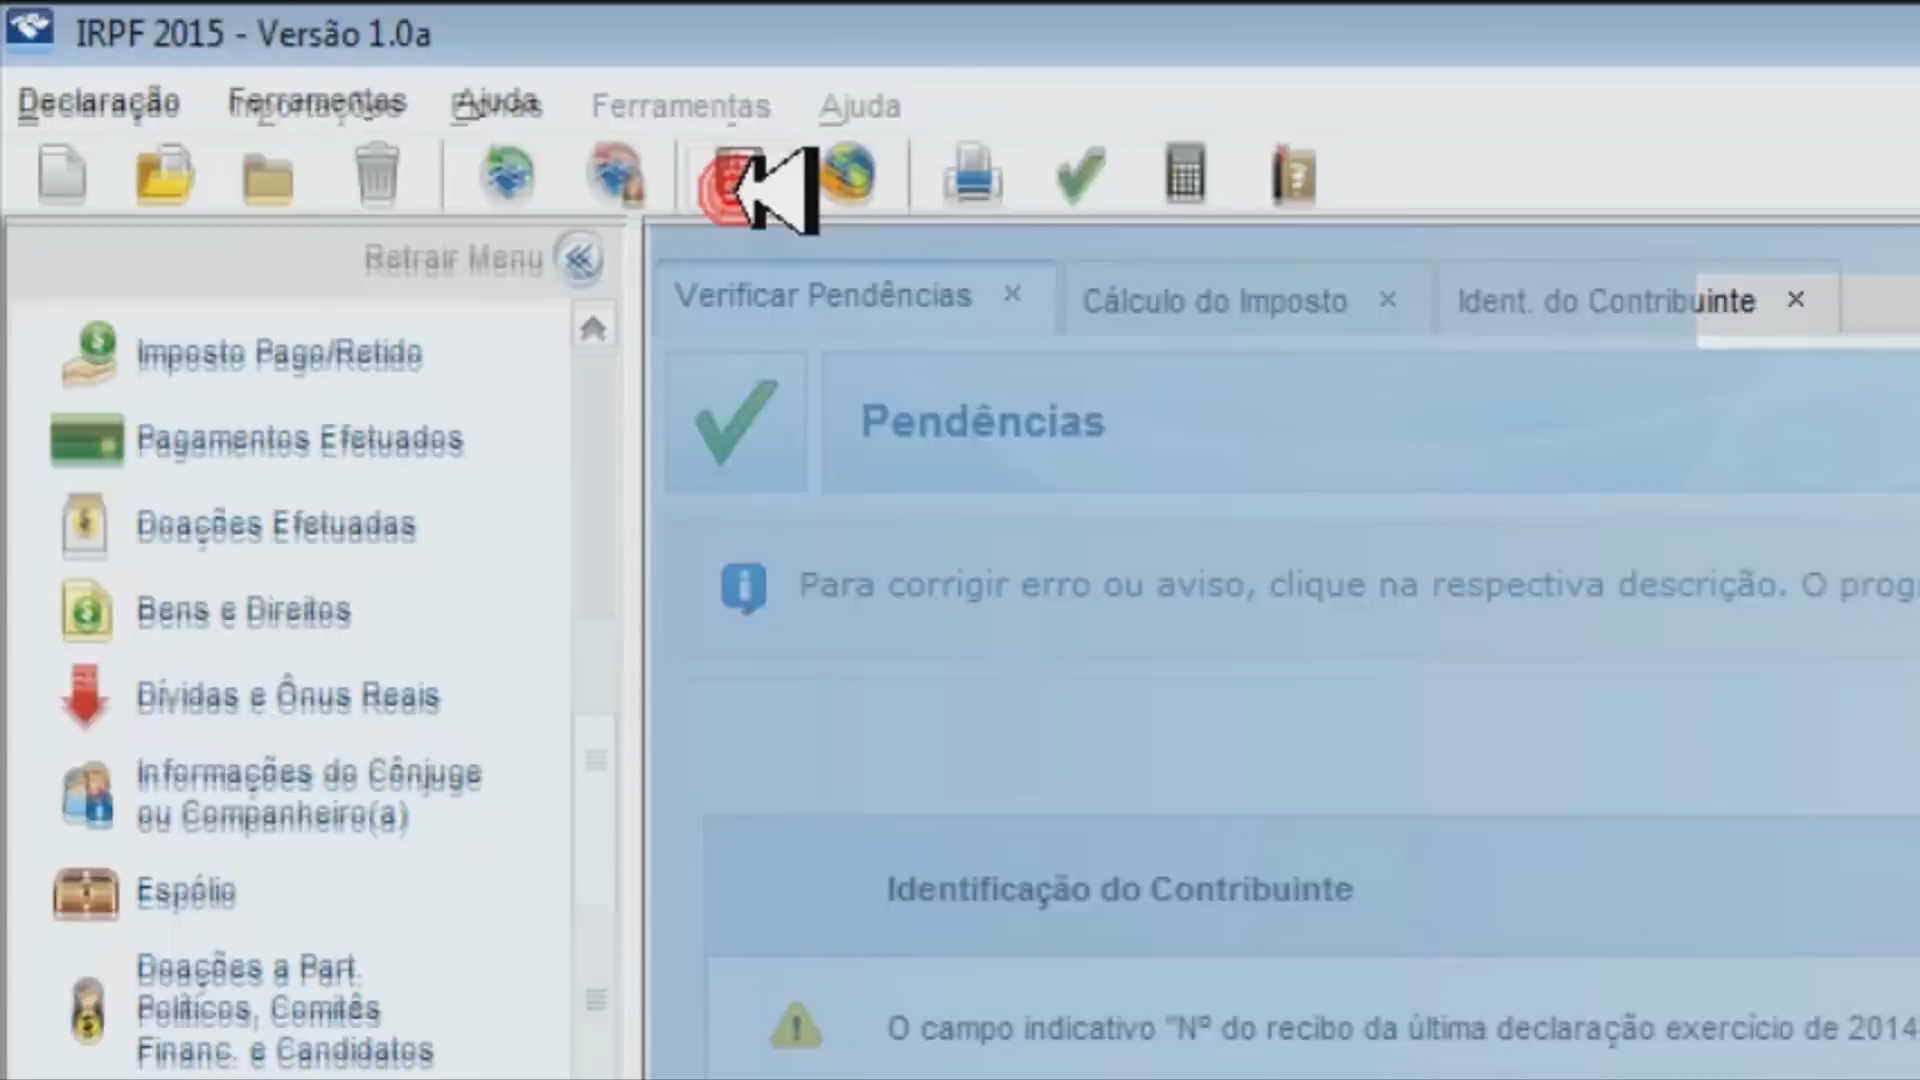 IRPF 2015 - Versão 1.0a
Declaração Ferramentas Ajuda Ferramentas Ajuda
Retrair Menu
Verificar Pendências × Cálculo do Imposto × Ident. do Contribuinte ×
Imposto Pago/Retido
Pendências
Pagamentos Efetuados
Doações Efetuadas
Para corrigir erro ou aviso, clique na respectiva descrição. O
Bens e Direitos
Dívidas e Ônus Reais
Informações do Cônjuge
ou Companheiro(a)
Espólio
Identificação do Contribuinte
Doações a Part.
Políticos, Comitês
Financ. e Candidatos
O campo indicativo "Nº do recibo da última declaração exercício de 2014